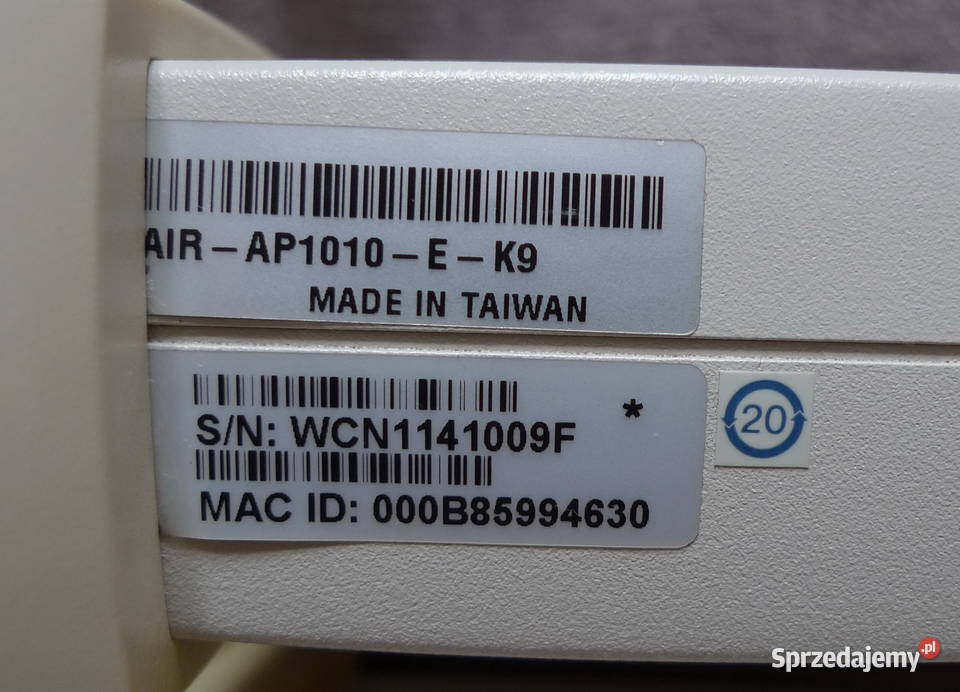 AIR-AP1010-E-K9
MADE IN TAIWAN
*
S/N: WCN1141009F
20
MAC ID: 000B85994630
Sprzedajemy.pl